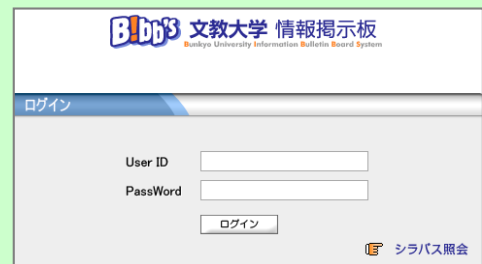 B!bb's 文教大学 情報掲示板
Bunkyo University Information Bulletin Board System
ログイン
User ID
PassWord
ログイン
シラバス照会